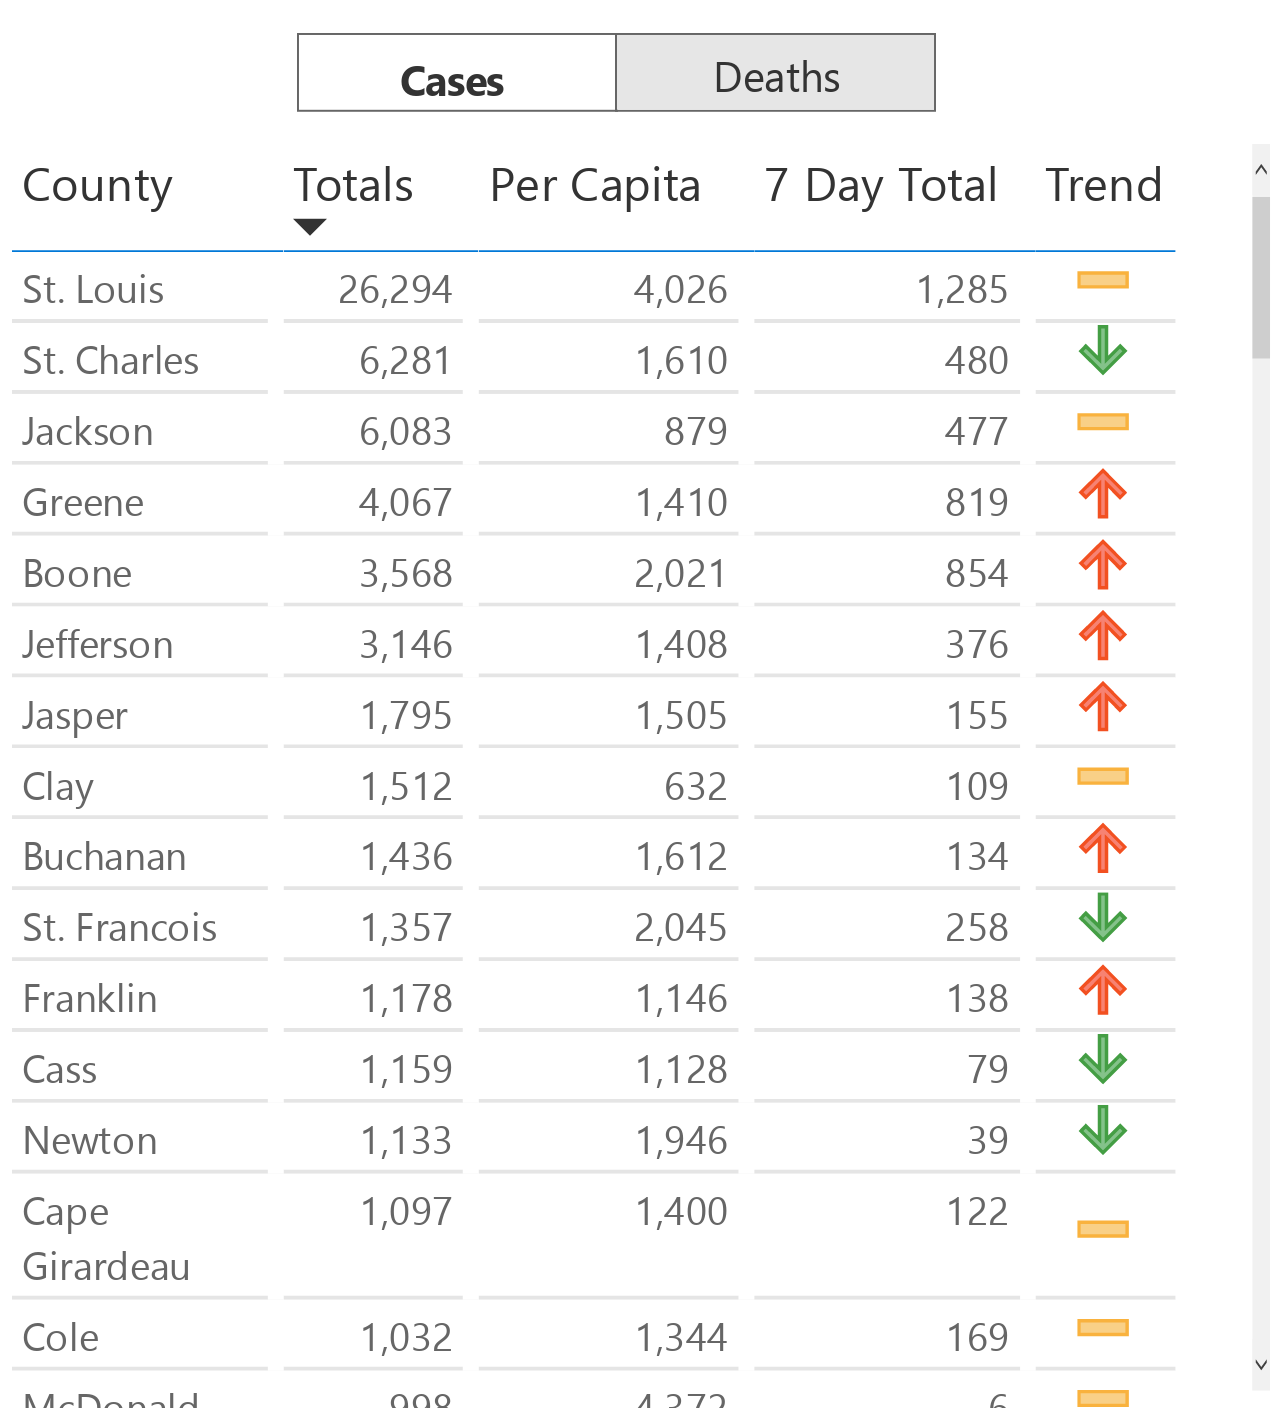 Cases Deaths
County Totals Per Capita 7 Day Total Trend
St. Louis 26,294 4,026 1,285
St. Charles 6,281 1,610 480
Jackson 6,083 879 477
Greene 4,067 1,410 819
Boone 3,568 2,021 854
Jefferson 3,146 1,408 376
Jasper 1,795 1,505 155
Clay 1,512 632 109
Buchanan 1,436 1,612 134
St. Francois 1,357 2,045 258
Franklin 1,178 1,146 138
Cass 1,159 1,128 79
Newton 1,133 1,946 39
Cape 1,097 1,400 122
Girardeau
Cole 1,032 1,344 169
McDonald 998 4,372 6